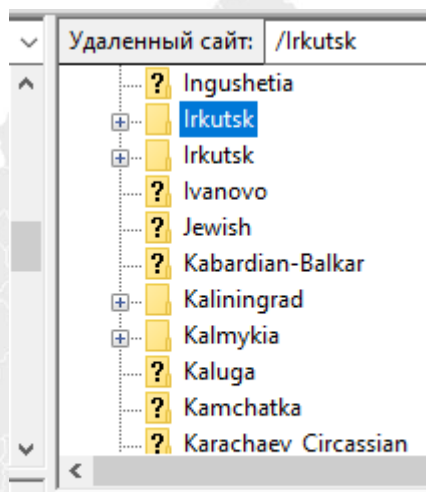 Удаленный сайт: /Irkutsk
Ingushetia
Irkutsk
Irkutsk
Ivanovo
Jewish
Kabardian-Balkar
Kaliningrad
Kalmykia
Kaluga
Kamchatka
Karachaev_Circassian